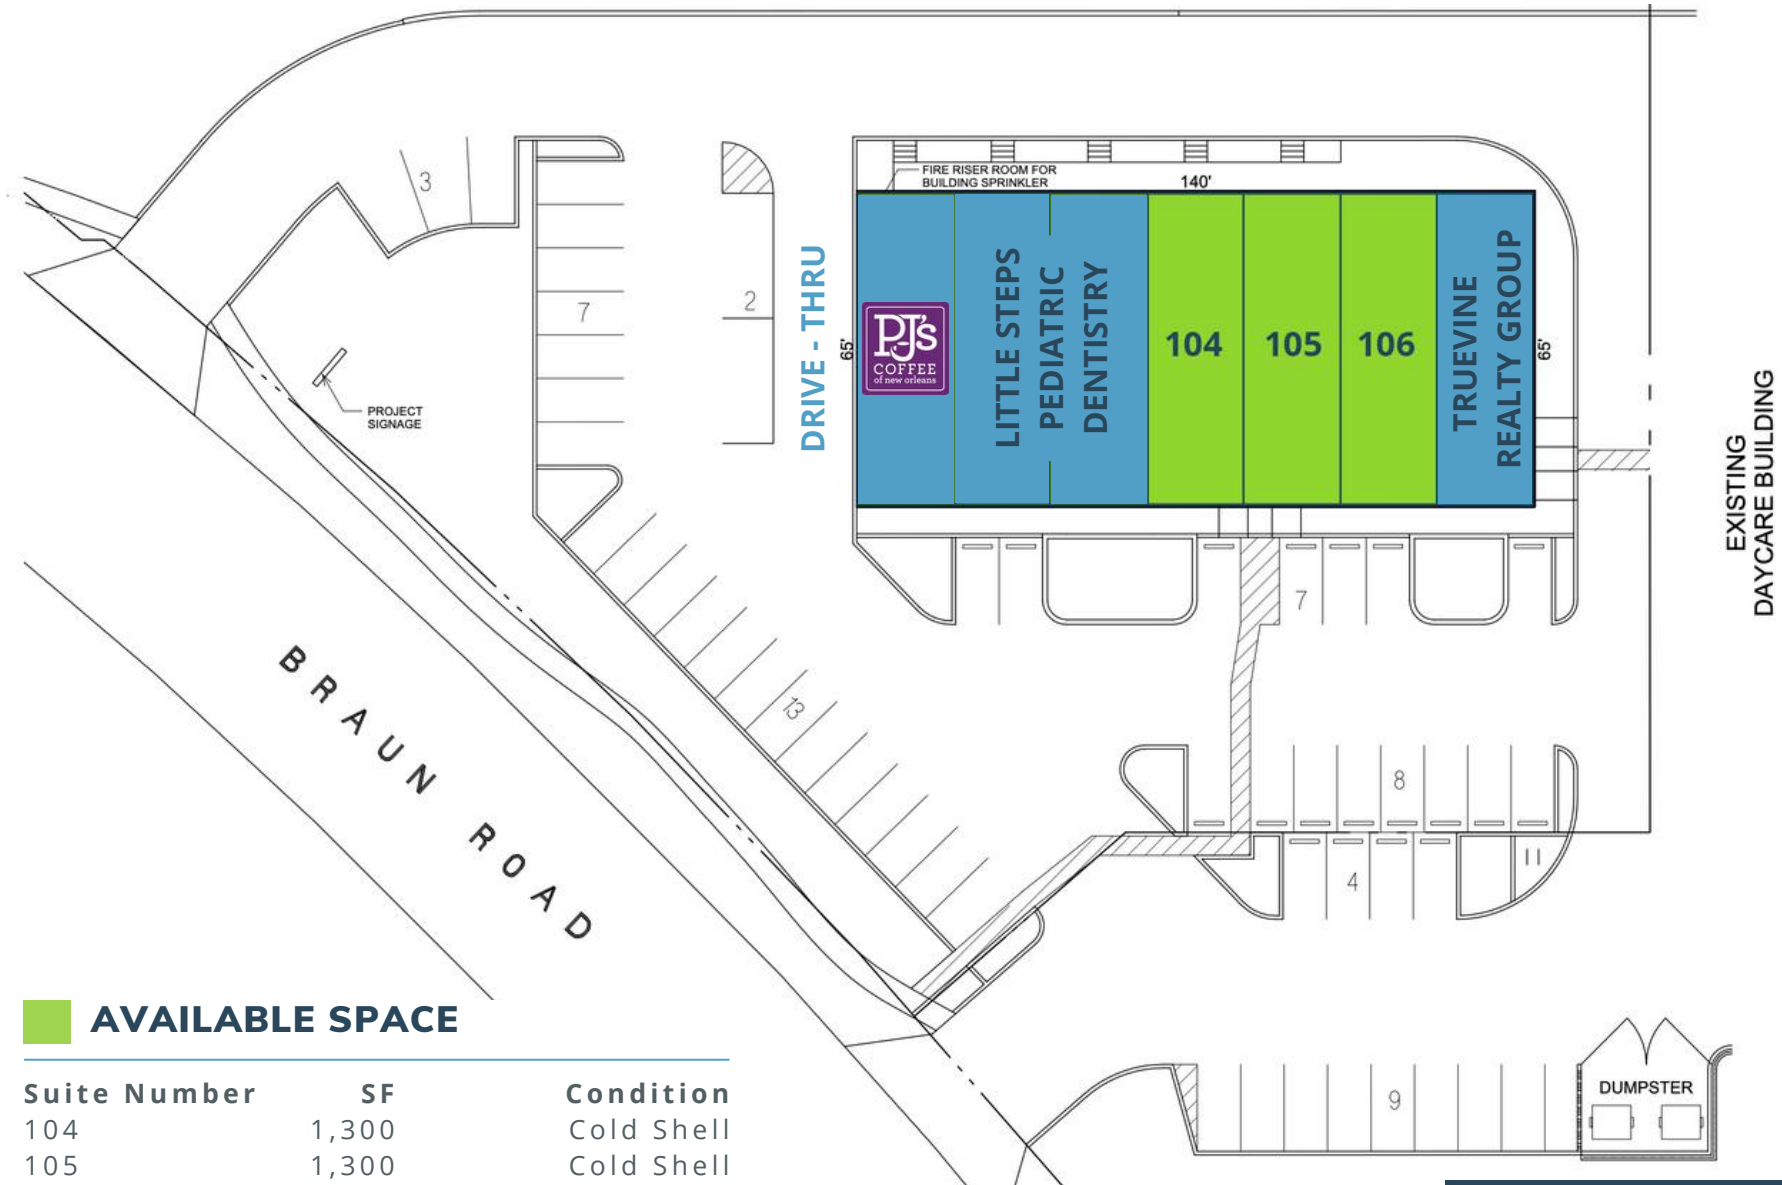 3
FIRE RISER ROOM FOR
BUILDING SPRINKLER
140'
7
2
DRIVE - THRU
65'
PJ's
COFFEE
of new orleans
LITTLE STEPS
PEDIATRIC
DENTISTRY
104
105
106
TRUEVINE
REALTY GROUP
65'
EXISTING
DAYCARE BUILDING
PROJECT
SIGNAGE
7
BRAUN ROAD
13
8
4
9
DUMPSTER
AVAILABLE SPACE
Suite Number SF Condition
104 1,300 Cold Shell
105 1,300 Cold Shell